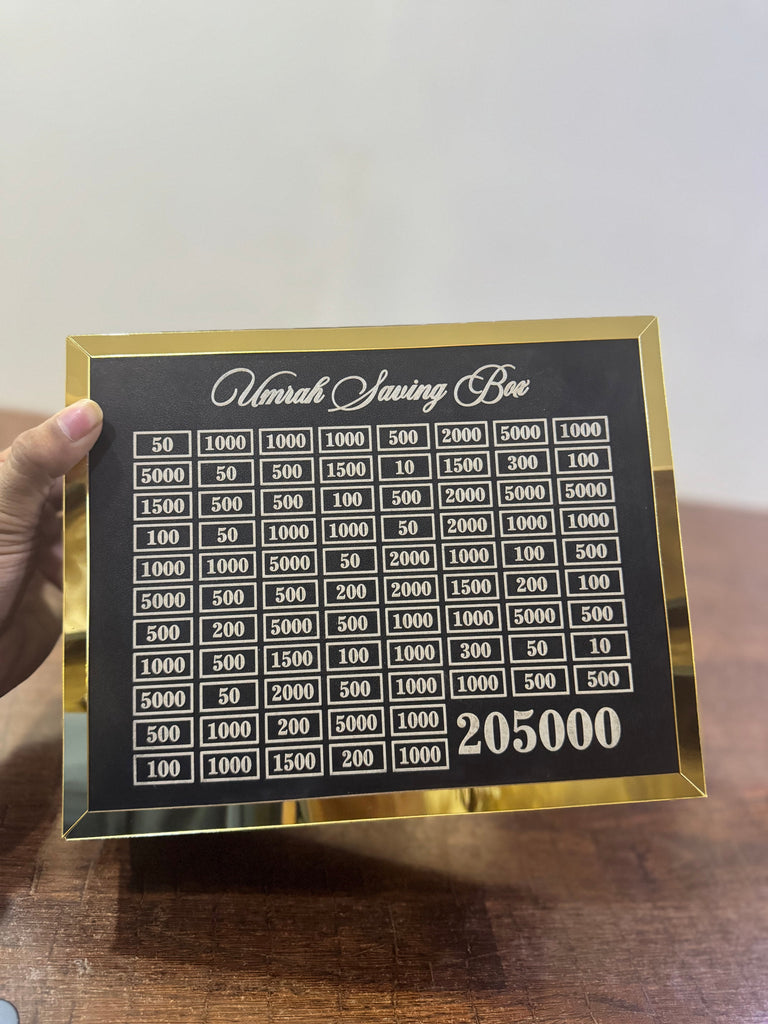 Umrah Saving Box
50 1000 1000 1000 500 2000 5000 1000
5000 50 500 1500 10 1500 300 100
1500 500 500 100 500 2000 5000 5000
100 50 1000 1000 50 2000 1000 1000
1000 1000 5000 50 2000 1000 100 500
5000 500 500 200 2000 1500 200 100
500 200 5000 500 1000 1000 5000 500
1000 500 1500 100 1000 300 50 10
5000 50 2000 500 1000 1000 500 500
500 1000 200 5000 1000
100 1000 1500 200 1000
205000